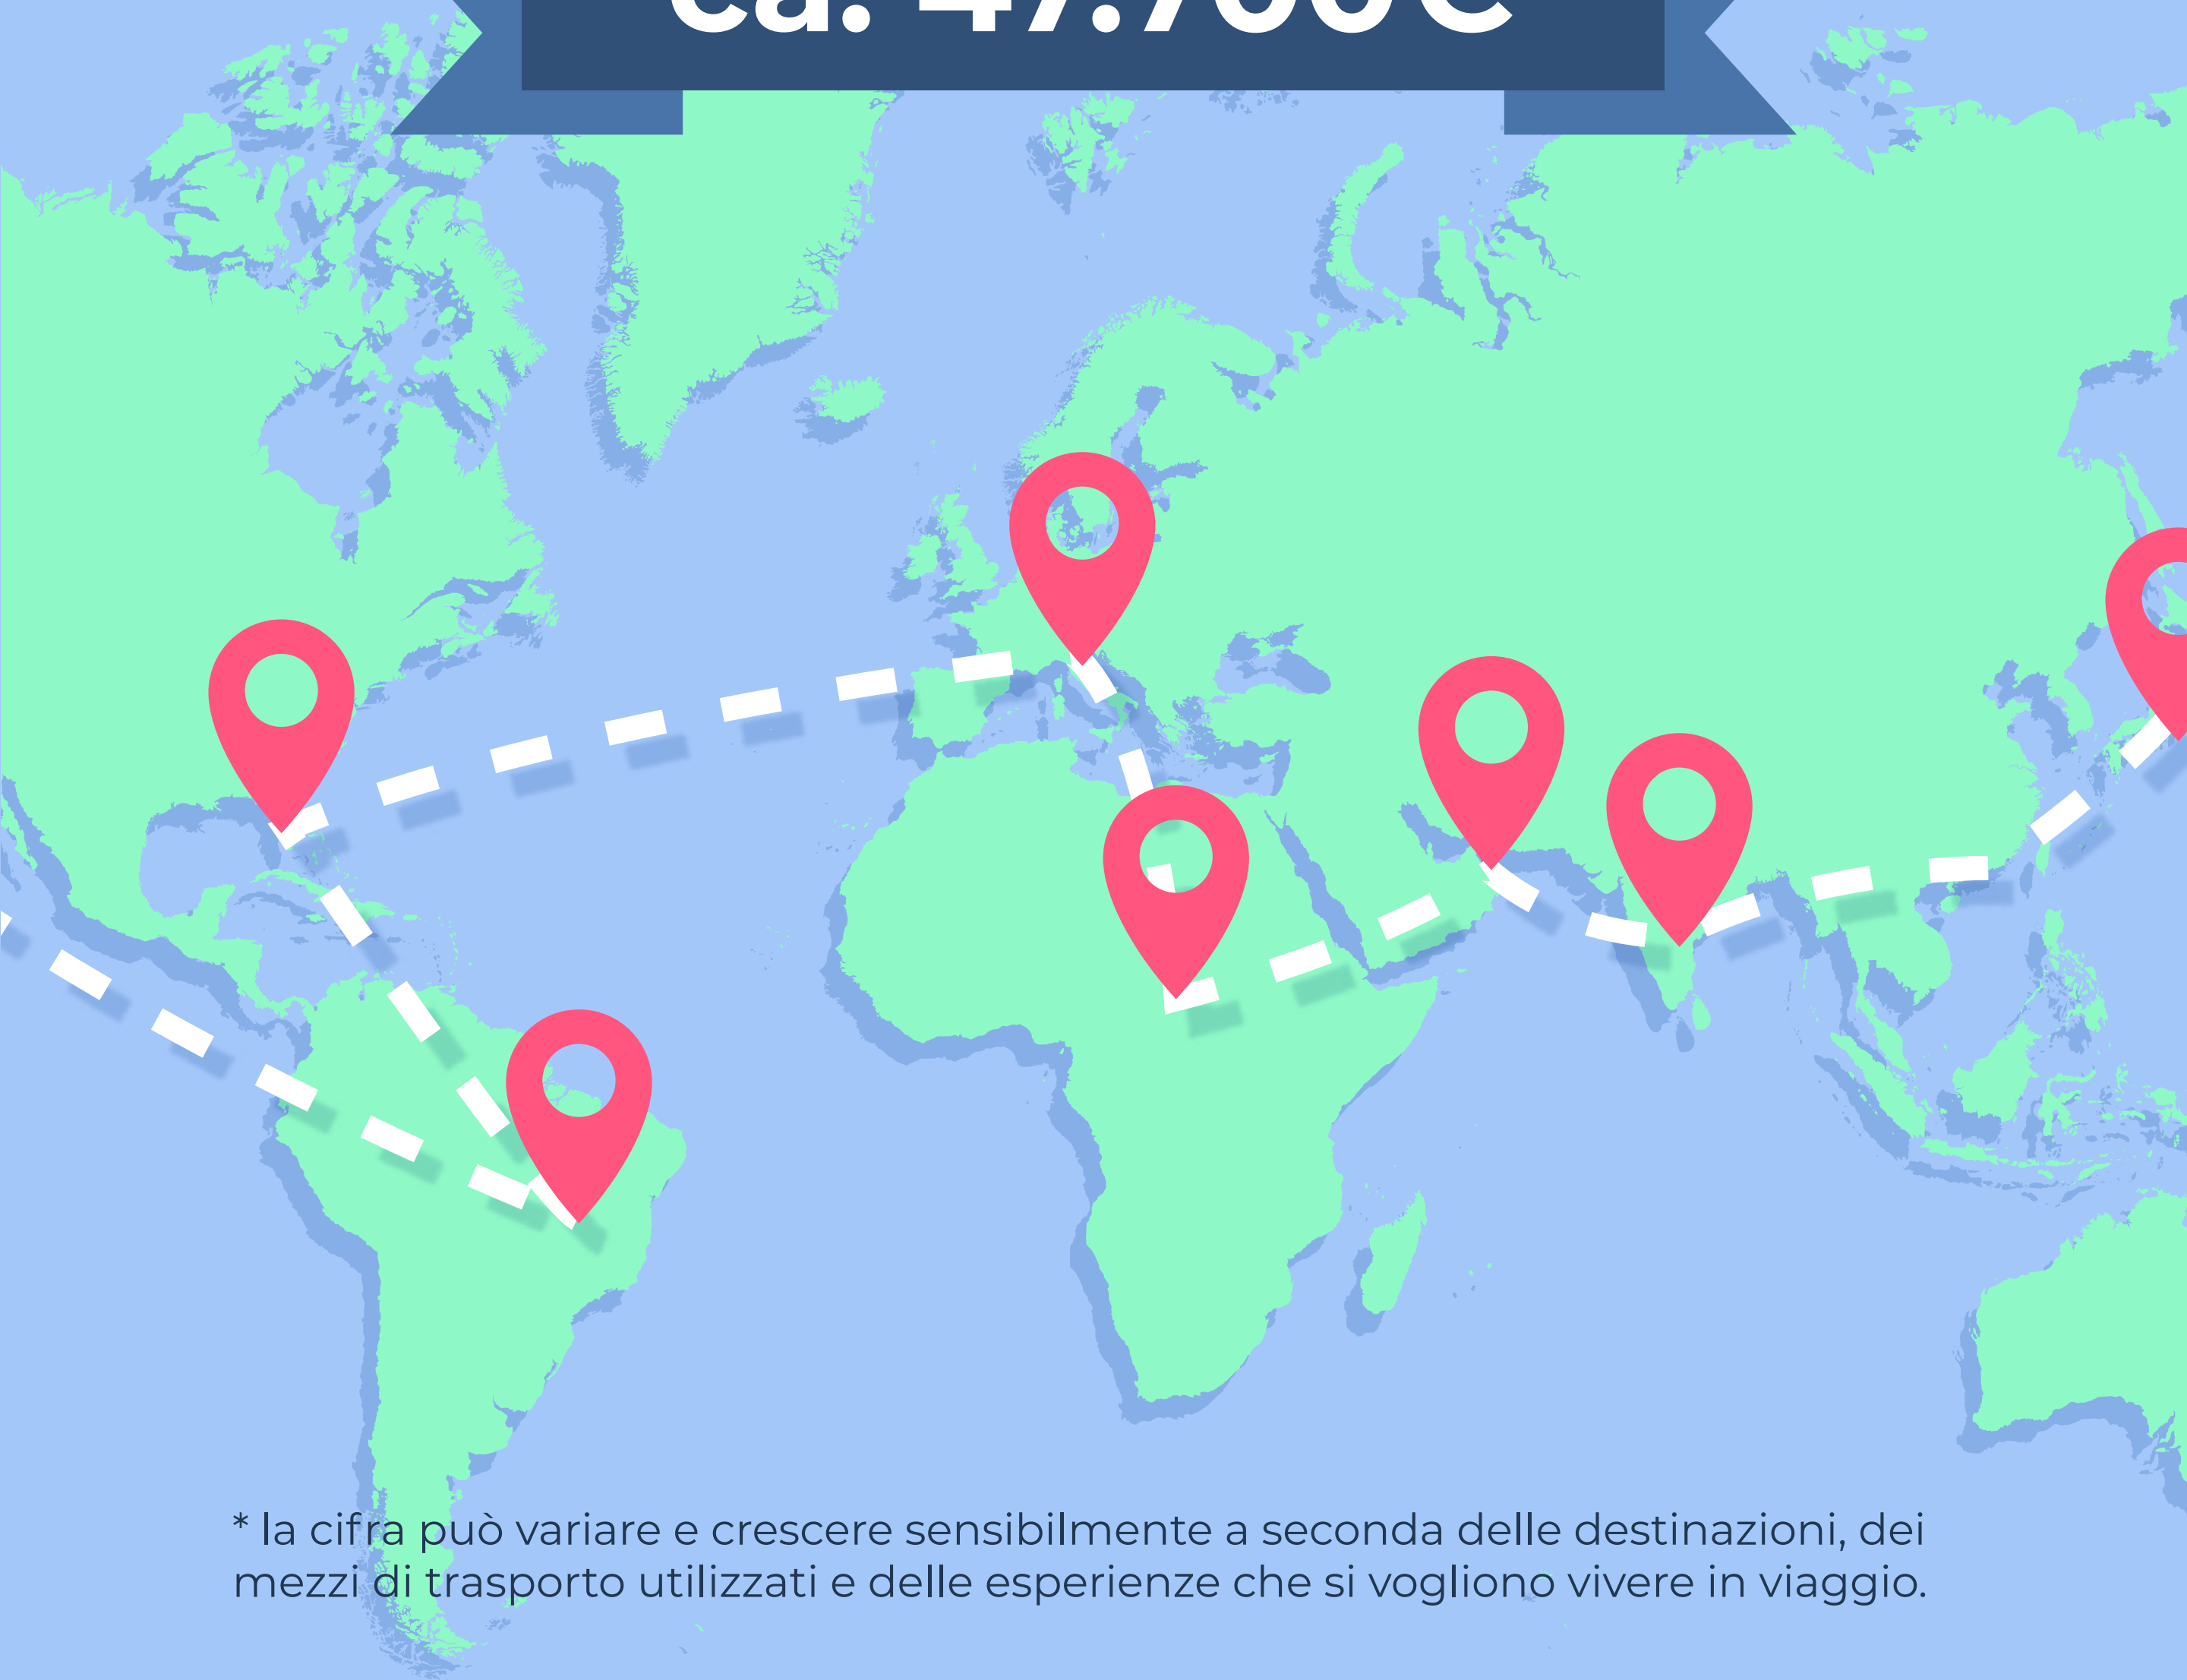 ca.
* la cifra può variare e crescere sensibilmente a seconda delle destinazioni, dei
mezzi di trasporto utilizzati e delle esperienze che si vogliono vivere in viaggio.